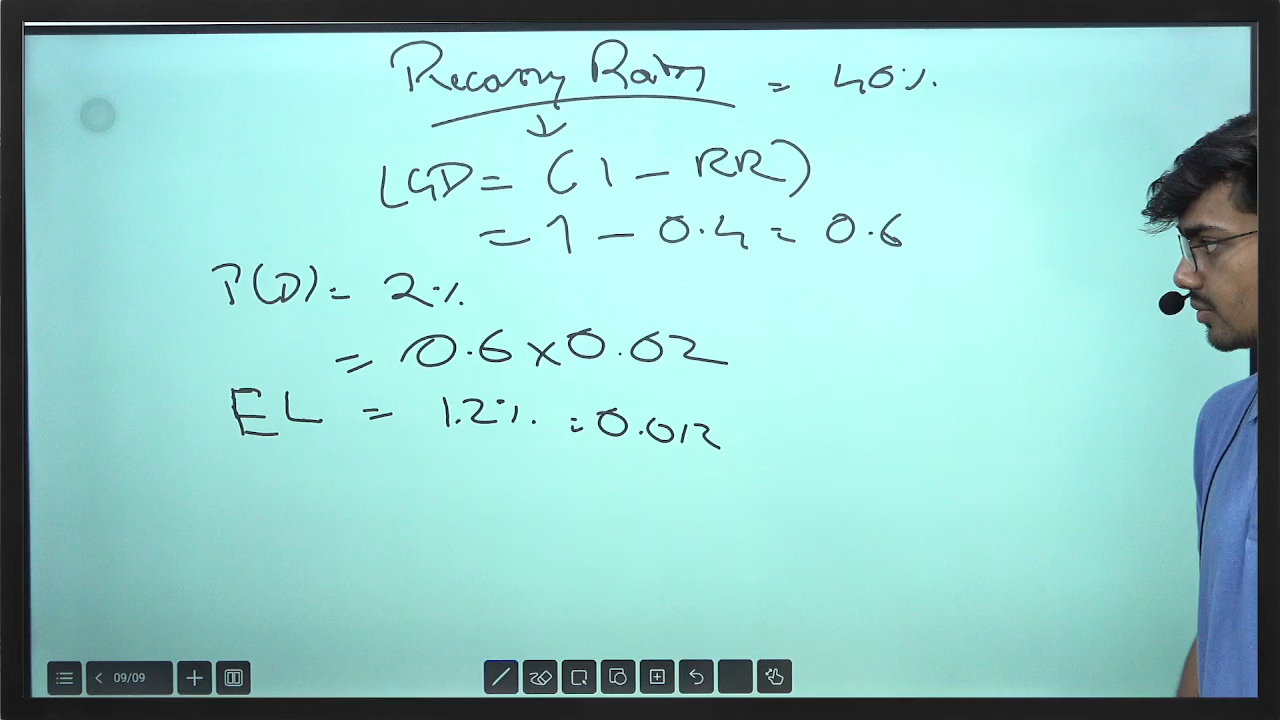 Recovery Rates = 40%.
LGD = (1 - RR)
= 1 - 0.4 = 0.6
P(D) = 2%
= 0.6 x 0.02
EL = 1.2%. = 0.012
09/09